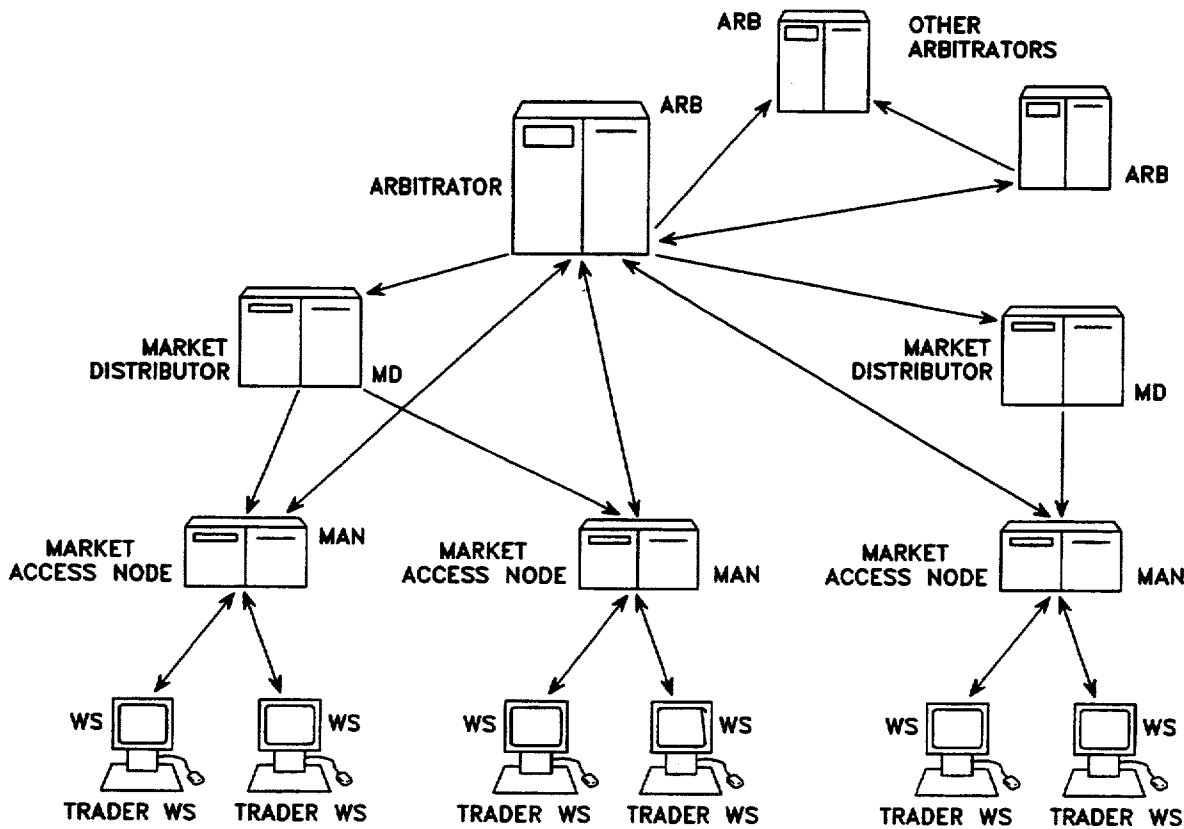 ARB
OTHER
ARBITRATORS
ARB
ARBITRATOR
ARB
MARKET
DISTRIBUTOR
MD
MARKET
DISTRIBUTOR
MD
MARKET
ACCESS NODE
MAN
MARKET
ACCESS NODE
MAN
MARKET
ACCESS NODE
MAN
WS
WS
WS
WS
WS
WS
TRADER WS
TRADER WS
TRADER WS
TRADER WS
TRADER WS
TRADER WS